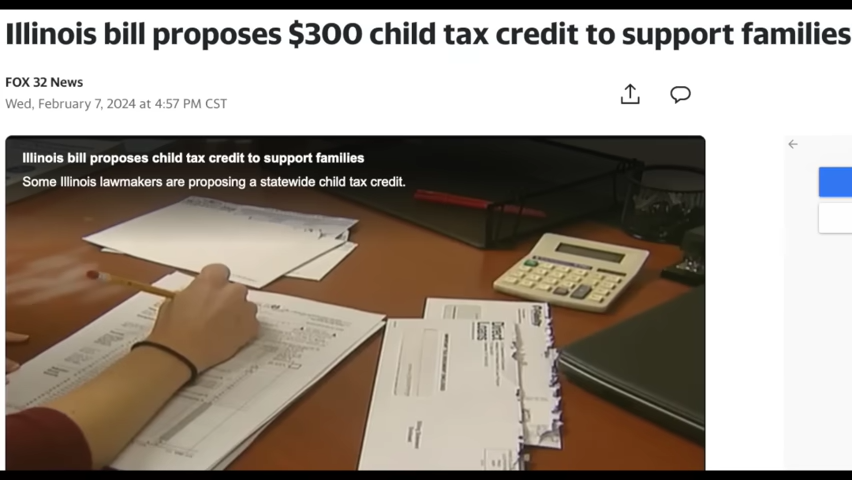 Illinois bill proposes $300 child tax credit to support families
FOX 32 News
Wed, February 7, 2024 at 4:57 PM CST
Illinois bill proposes child tax credit to support families
Some Illinois lawmakers are proposing a statewide child tax credit.
Direct
Loans